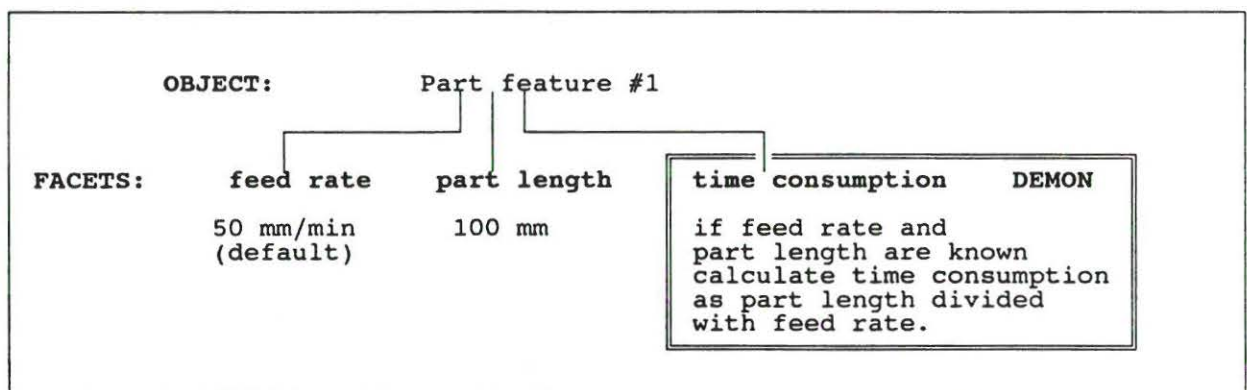 OBJECT: Part feature #1
FACETS: feed rate part length time consumption DEMON
50 mm/min 100 mm if feed rate and
(default) part length are known
calculate time consumption
as part length divided
with feed rate.